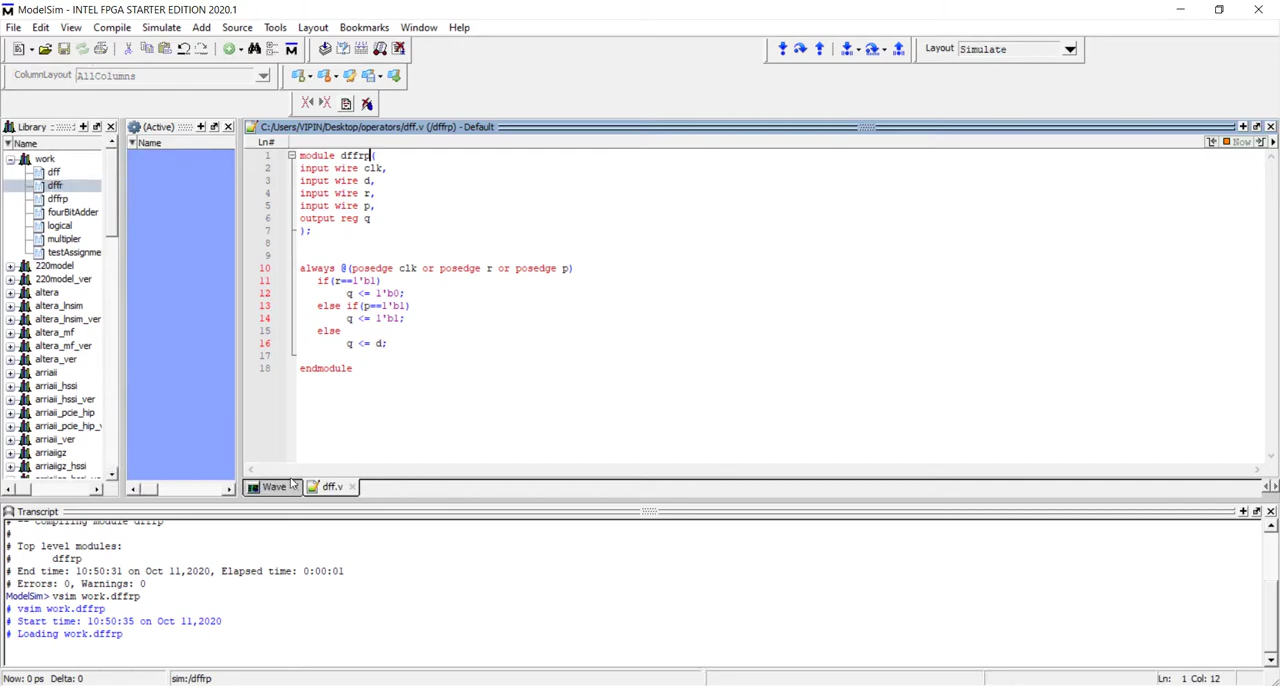 ModelSim - INTEL FPGA STARTER EDITION 2020.1
File Edit View Compile Simulate Add Source Tools Layout Bookmarks Window Help
Layout Simulate
ColumnLayout AllColumns
Library
Name
work
dff
dffr
dffrp
fourBitAdder
logical
multipler
testAssignme
220model
220model_ver
altera
altera_lnsim
altera_lnsim_ver
altera_mf
altera_mf_ver
altera_ver
arriaii
arriaii_hssi
arriaii_hssi_ver
arriaii_pcie_hip
arriaii_pcie_hip_v
arriaii_ver
arriaiigz
arriaiigz_hssi
(Active)
Name
C:/Users/VIPIN/Desktop/operators/dff.v (/dffrp) - Default
Ln#
Now
1 module dffrp(
2 input wire clk,
3 input wire d,
4 input wire r,
5 input wire p,
6 output reg q
7 );
8
9
10 always @(posedge clk or posedge r or posedge p)
11 if(r==1'b1)
12 q <= 1'b0;
13 else if(p==1'b1)
14 q <= 1'b1;
15 else
16 q <= d;
17
18 endmodule
Wave dff.v
Transcript
# -- Compiling module dffrp
#
# Top level modules:
# dffrp
# End time: 10:50:31 on Oct 11,2020, Elapsed time: 0:00:01
# Errors: 0, Warnings: 0
ModelSim> vsim work.dffrp
# vsim work.dffrp
# Start time: 10:50:35 on Oct 11,2020
# Loading work.dffrp
Now: 0 ps Delta: 0 sim:/dffrp Ln: 1 Col: 12